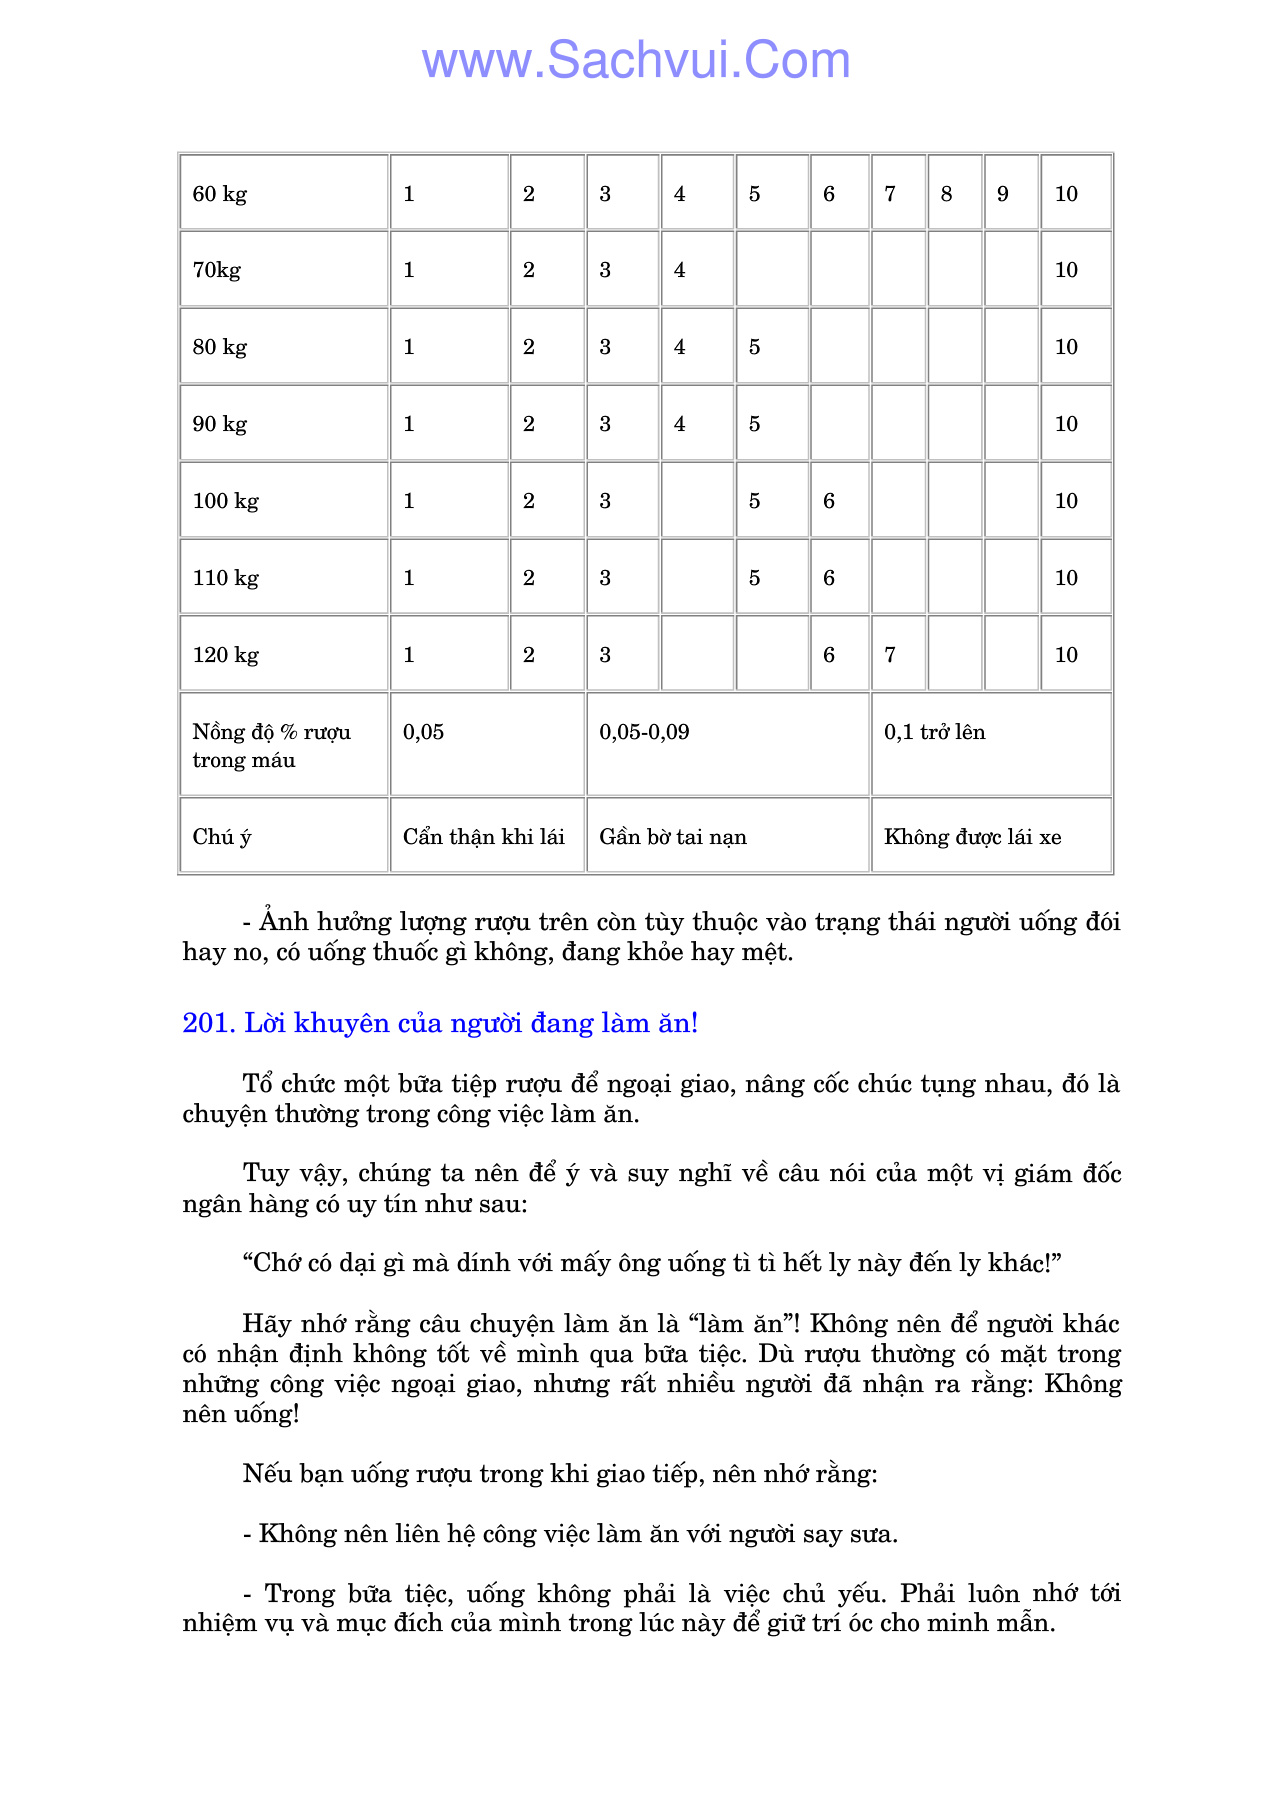 www.Sachvui.Com
60 kg 1 2 3 4 5 6 7 8 9 10
70kg 1 2 3 4 10
80 kg 1 2 3 4 5 10
90 kg 1 2 3 4 5 10
100 kg 1 2 3 5 6 10
110 kg 1 2 3 5 6 10
120 kg 1 2 3 6 7 10
Nồng độ % rượu 0,05 0,05-0,09 0,1 trở lên
trong máu
Chú ý Cẩn thận khi lái Gần bờ tai nạn Không được lái xe
- Ảnh hưởng lượng rượu trên còn tùy thuộc vào trạng thái người uống đói
hay no, có uống thuốc gì không, đang khỏe hay mệt.
201. Lời khuyên của người đang làm ăn!
Tổ chức một bữa tiệp rượu để ngoại giao, nâng cốc chúc tụng nhau, đó là
chuyện thường trong công việc làm ăn.
Tuy vậy, chúng ta nên để ý và suy nghĩ về câu nói của một vị giám đốc
ngân hàng có uy tín như sau:
“Chớ có dại gì mà dính với mấy ông uống tì tì hết ly này đến ly khác!”
Hãy nhớ rằng câu chuyện làm ăn là “làm ăn”! Không nên để người khác
có nhận định không tốt về mình qua bữa tiệc. Dù rượu thường có mặt trong
những công việc ngoại giao, nhưng rất nhiều người đã nhận ra rằng: Không
nên uống!
Nếu bạn uống rượu trong khi giao tiếp, nên nhớ rằng:
- Không nên liên hệ công việc làm ăn với người say sưa.
- Trong bữa tiệc, uống không phải là việc chủ yếu. Phải luôn nhớ tới
nhiệm vụ và mục đích của mình trong lúc này để giữ trí óc cho minh mẫn.